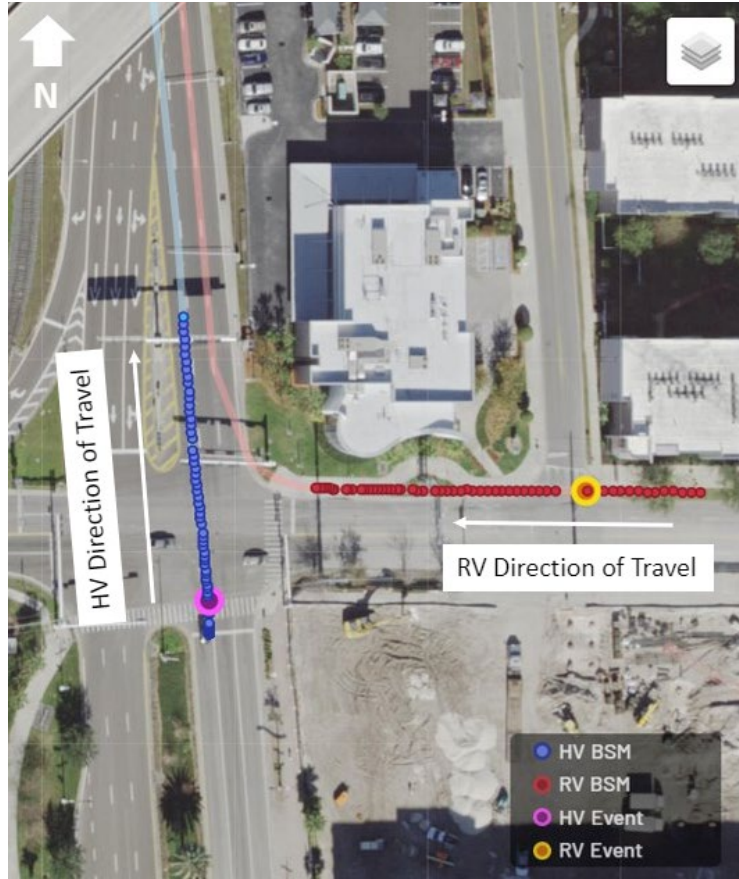 N
HV Direction of Travel
RV Direction of Travel
HV BSM
RV BSM
HV Event
RV Event